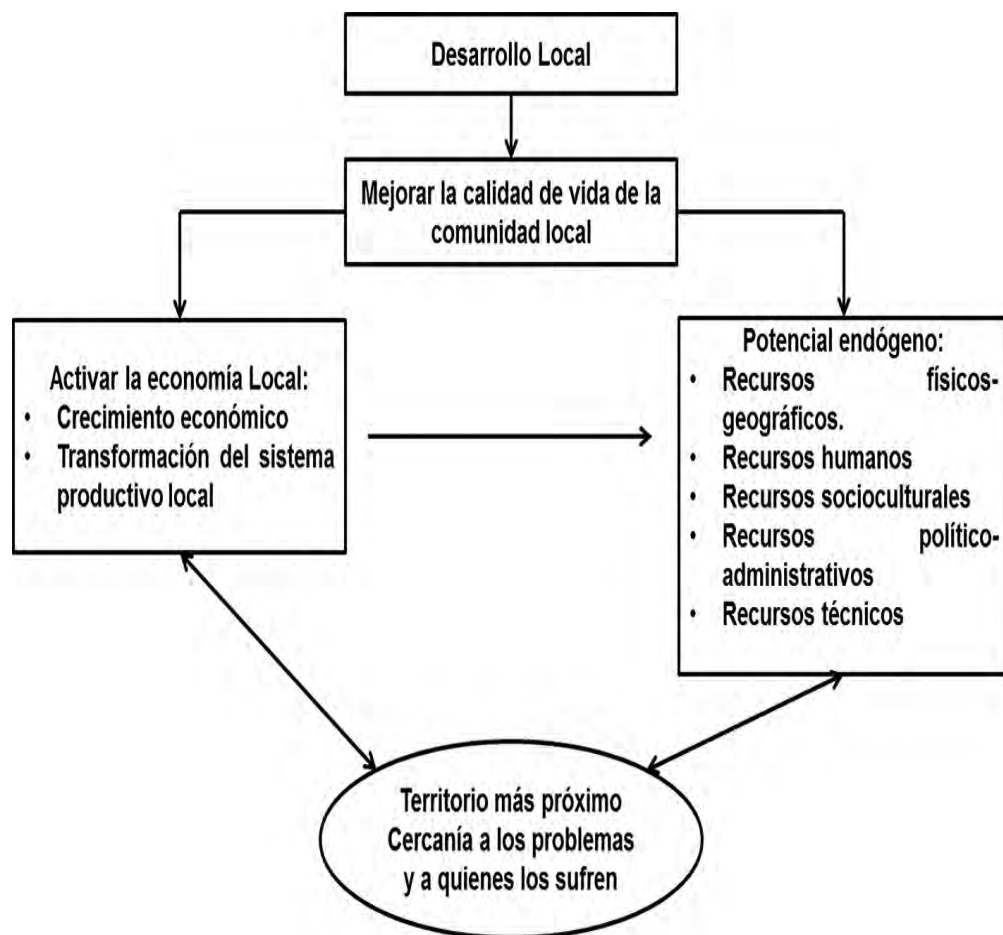 Desarrollo Local
Mejorar la calidad de vida de la
comunidad local
Activar la economía Local:
• Crecimiento económico
• Transformación del sistema
productivo local
Potencial endógeno:
• Recursos físicos-
geográficos.
• Recursos humanos
• Recursos socioculturales
• Recursos político-
administrativos
• Recursos técnicos
Territorio más próximo
Cercanía a los problemas
y a quienes los sufren